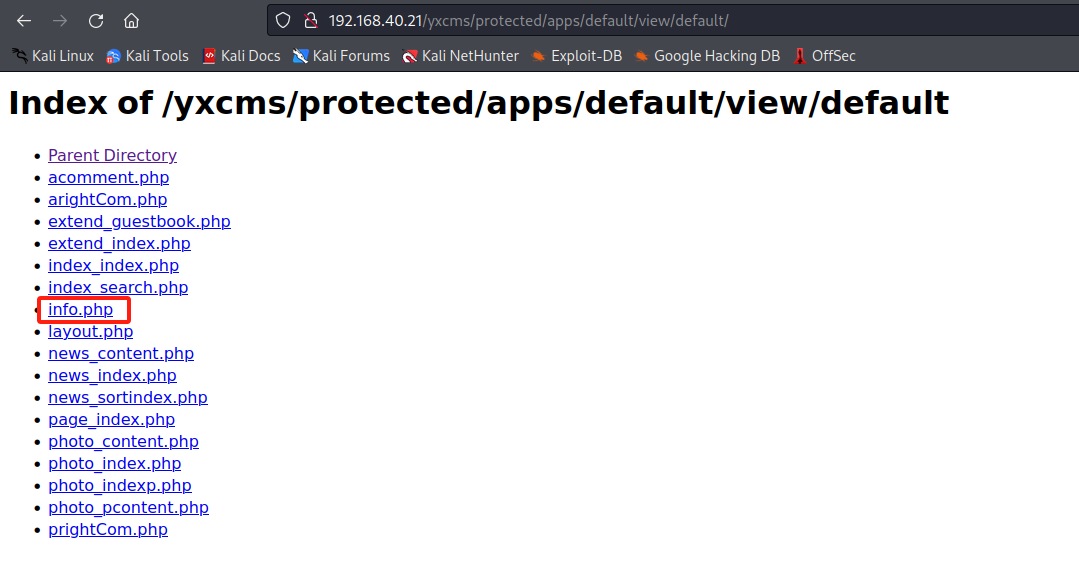 192.168.40.21/yxcms/protected/apps/default/view/default/
Kali Linux Kali Tools Kali Docs Kali Forums Kali NetHunter Exploit-DB Google Hacking DB OffSec
Index of /yxcms/protected/apps/default/view/default
Parent Directory
acomment.php
arightCom.php
extend_guestbook.php
extend_index.php
index_index.php
index_search.php
info.php
layout.php
news_content.php
news_index.php
news_sortindex.php
page_index.php
photo_content.php
photo_index.php
photo_indexp.php
photo_pcontent.php
prightCom.php